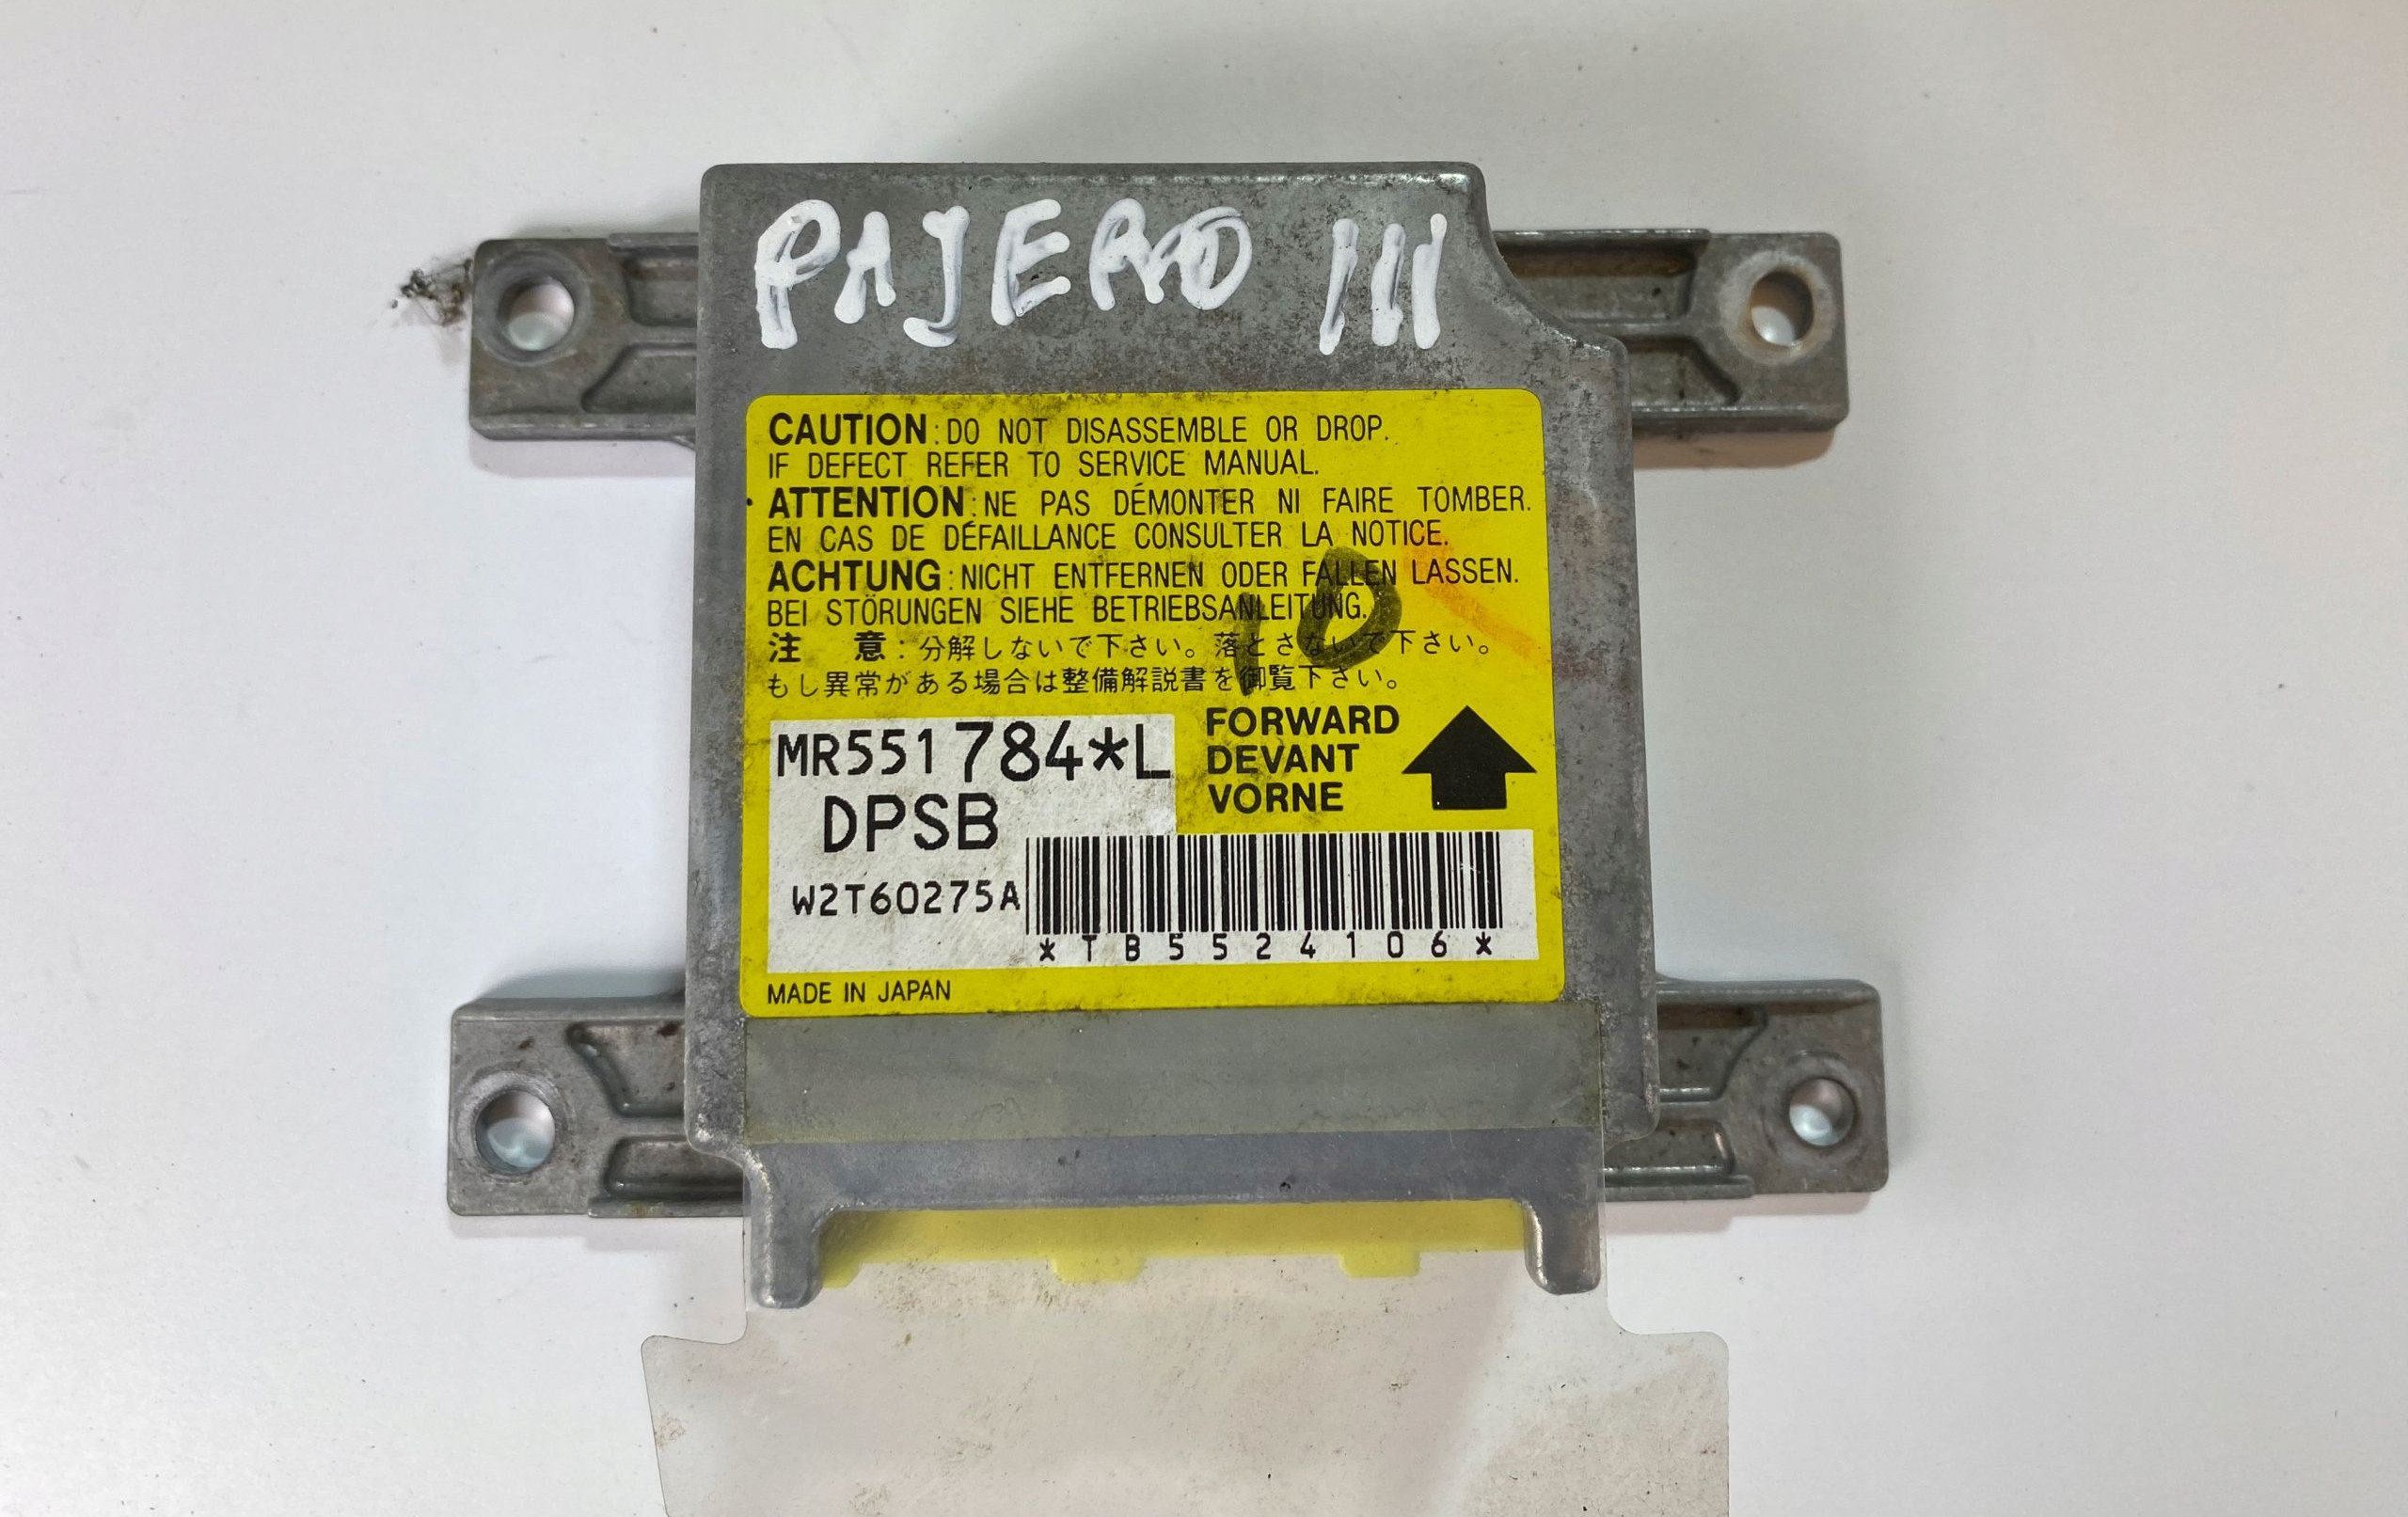 PAJERO III
CAUTION : DO NOT DISASSEMBLE OR DROP.
IF DEFECT REFER TO SERVICE MANUAL.
ATTENTION : NE PAS DÉMONTER NI FAIRE TOMBER.
EN CAS DE DÉFAILLANCE CONSULTER LA NOTICE.
ACHTUNG : NICHT ENTFERNEN ODER FALLEN LASSEN.
BEI STÖRUNGEN SIEHE BETRIEBSANLEITUNG.
10
注 意 : 分解しないで下さい。落とさないで下さい。
もし異常がある場合は整備解説書を御覧下さい。
MR551784*L
DPSB
FORWARD
DEVANT
VORNE
W2T60275A
*TB5524106*
MADE IN JAPAN